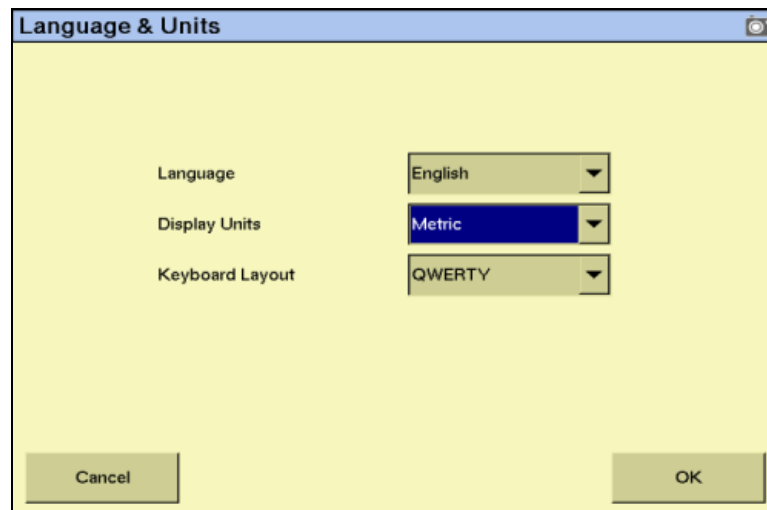 Language & Units
Language English
Display Units Metric
Keyboard Layout QWERTY
Cancel OK